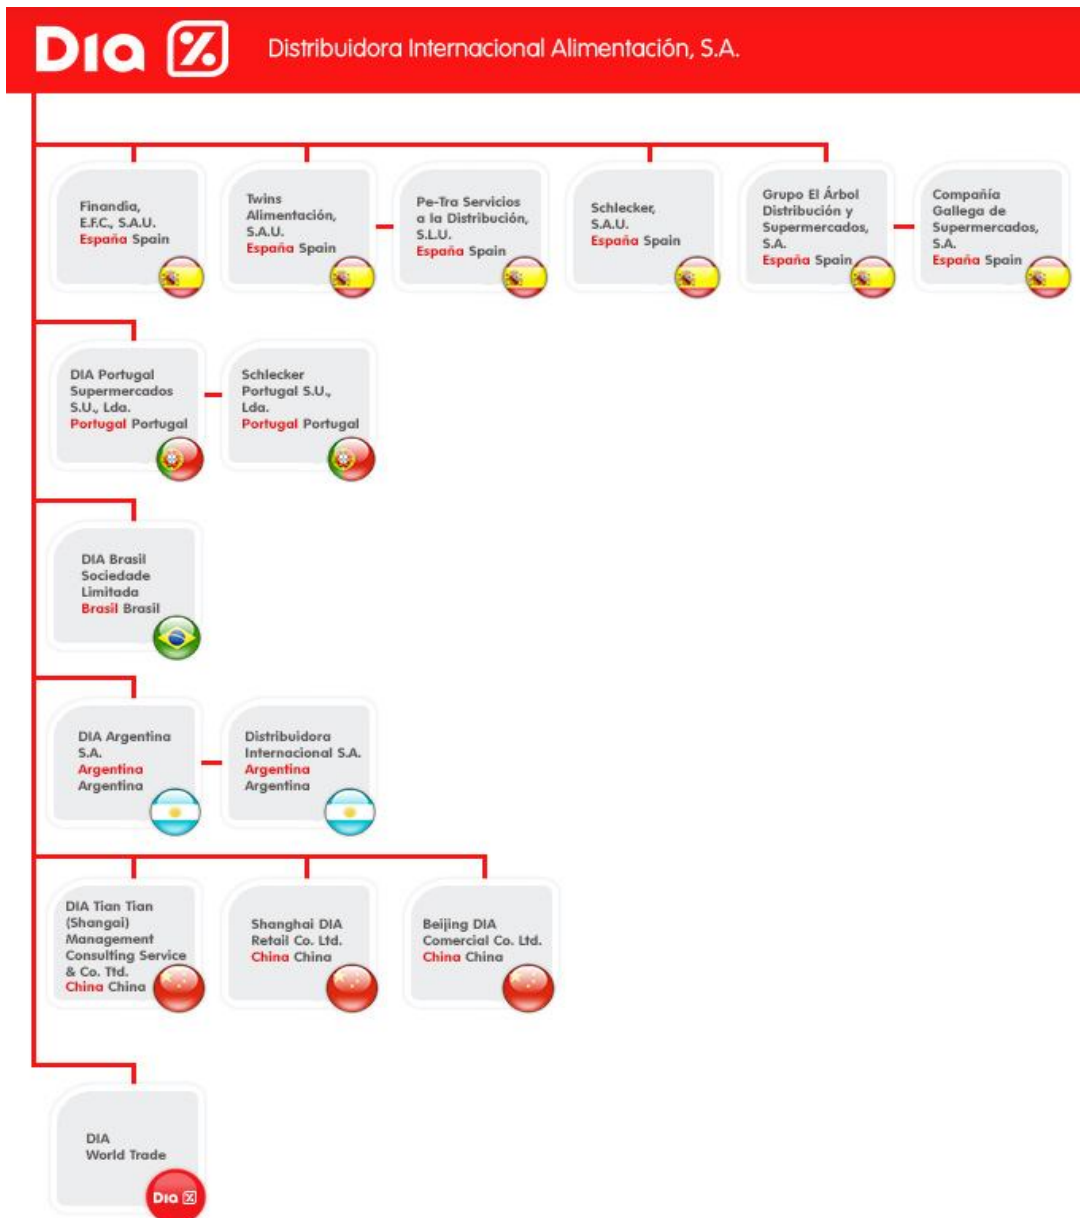 DIA % Distribuidora Internacional Alimentación, S.A.
Finandia,
E.F.C., S.A.U.
España Spain
Twins
Alimentación,
S.A.U.
España Spain
Pe-Tra Servicios
a la Distribución,
S.L.U.
España Spain
Schlecker,
S.A.U.
España Spain
Grupo El Árbol
Distribución y
Supermercados,
S.A.
España Spain
Compañía
Gallega de
Supermercados,
S.A.
España Spain
DIA Portugal
Supermercados
S.U., Lda.
Portugal Portugal
Schlecker
Portugal S.U.,
Lda.
Portugal Portugal
DIA Brasil
Sociedade
Limitada
Brasil Brasil
DIA Argentina
S.A.
Argentina
Argentina
Distribuidora
Internacional S.A.
Argentina
Argentina
DIA Tian Tian
(Shangai)
Management
Consulting Service
& Co. Ttd.
China China
Shanghai DIA
Retail Co. Ltd.
China China
Beijing DIA
Comercial Co. Ltd.
China China
DIA
World Trade
DIA %